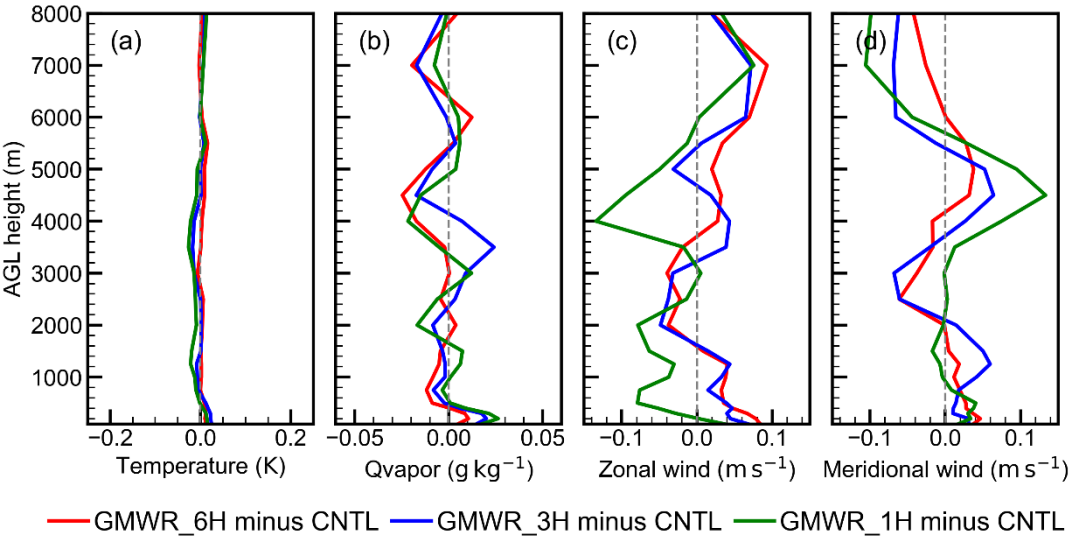 (a) (b) (c) (d)
8000
7000
6000
5000
4000
3000
2000
1000
AGL height (m)
−0.2 0.0 0.2 −0.05 0.00 0.05 −0.1 0.0 0.1 −0.1 0.0 0.1
Temperature (K) Qvapor (g kg⁻¹) Zonal wind (m s⁻¹) Meridional wind (m s⁻¹)
GMWR_6H minus CNTL GMWR_3H minus CNTL GMWR_1H minus CNTL